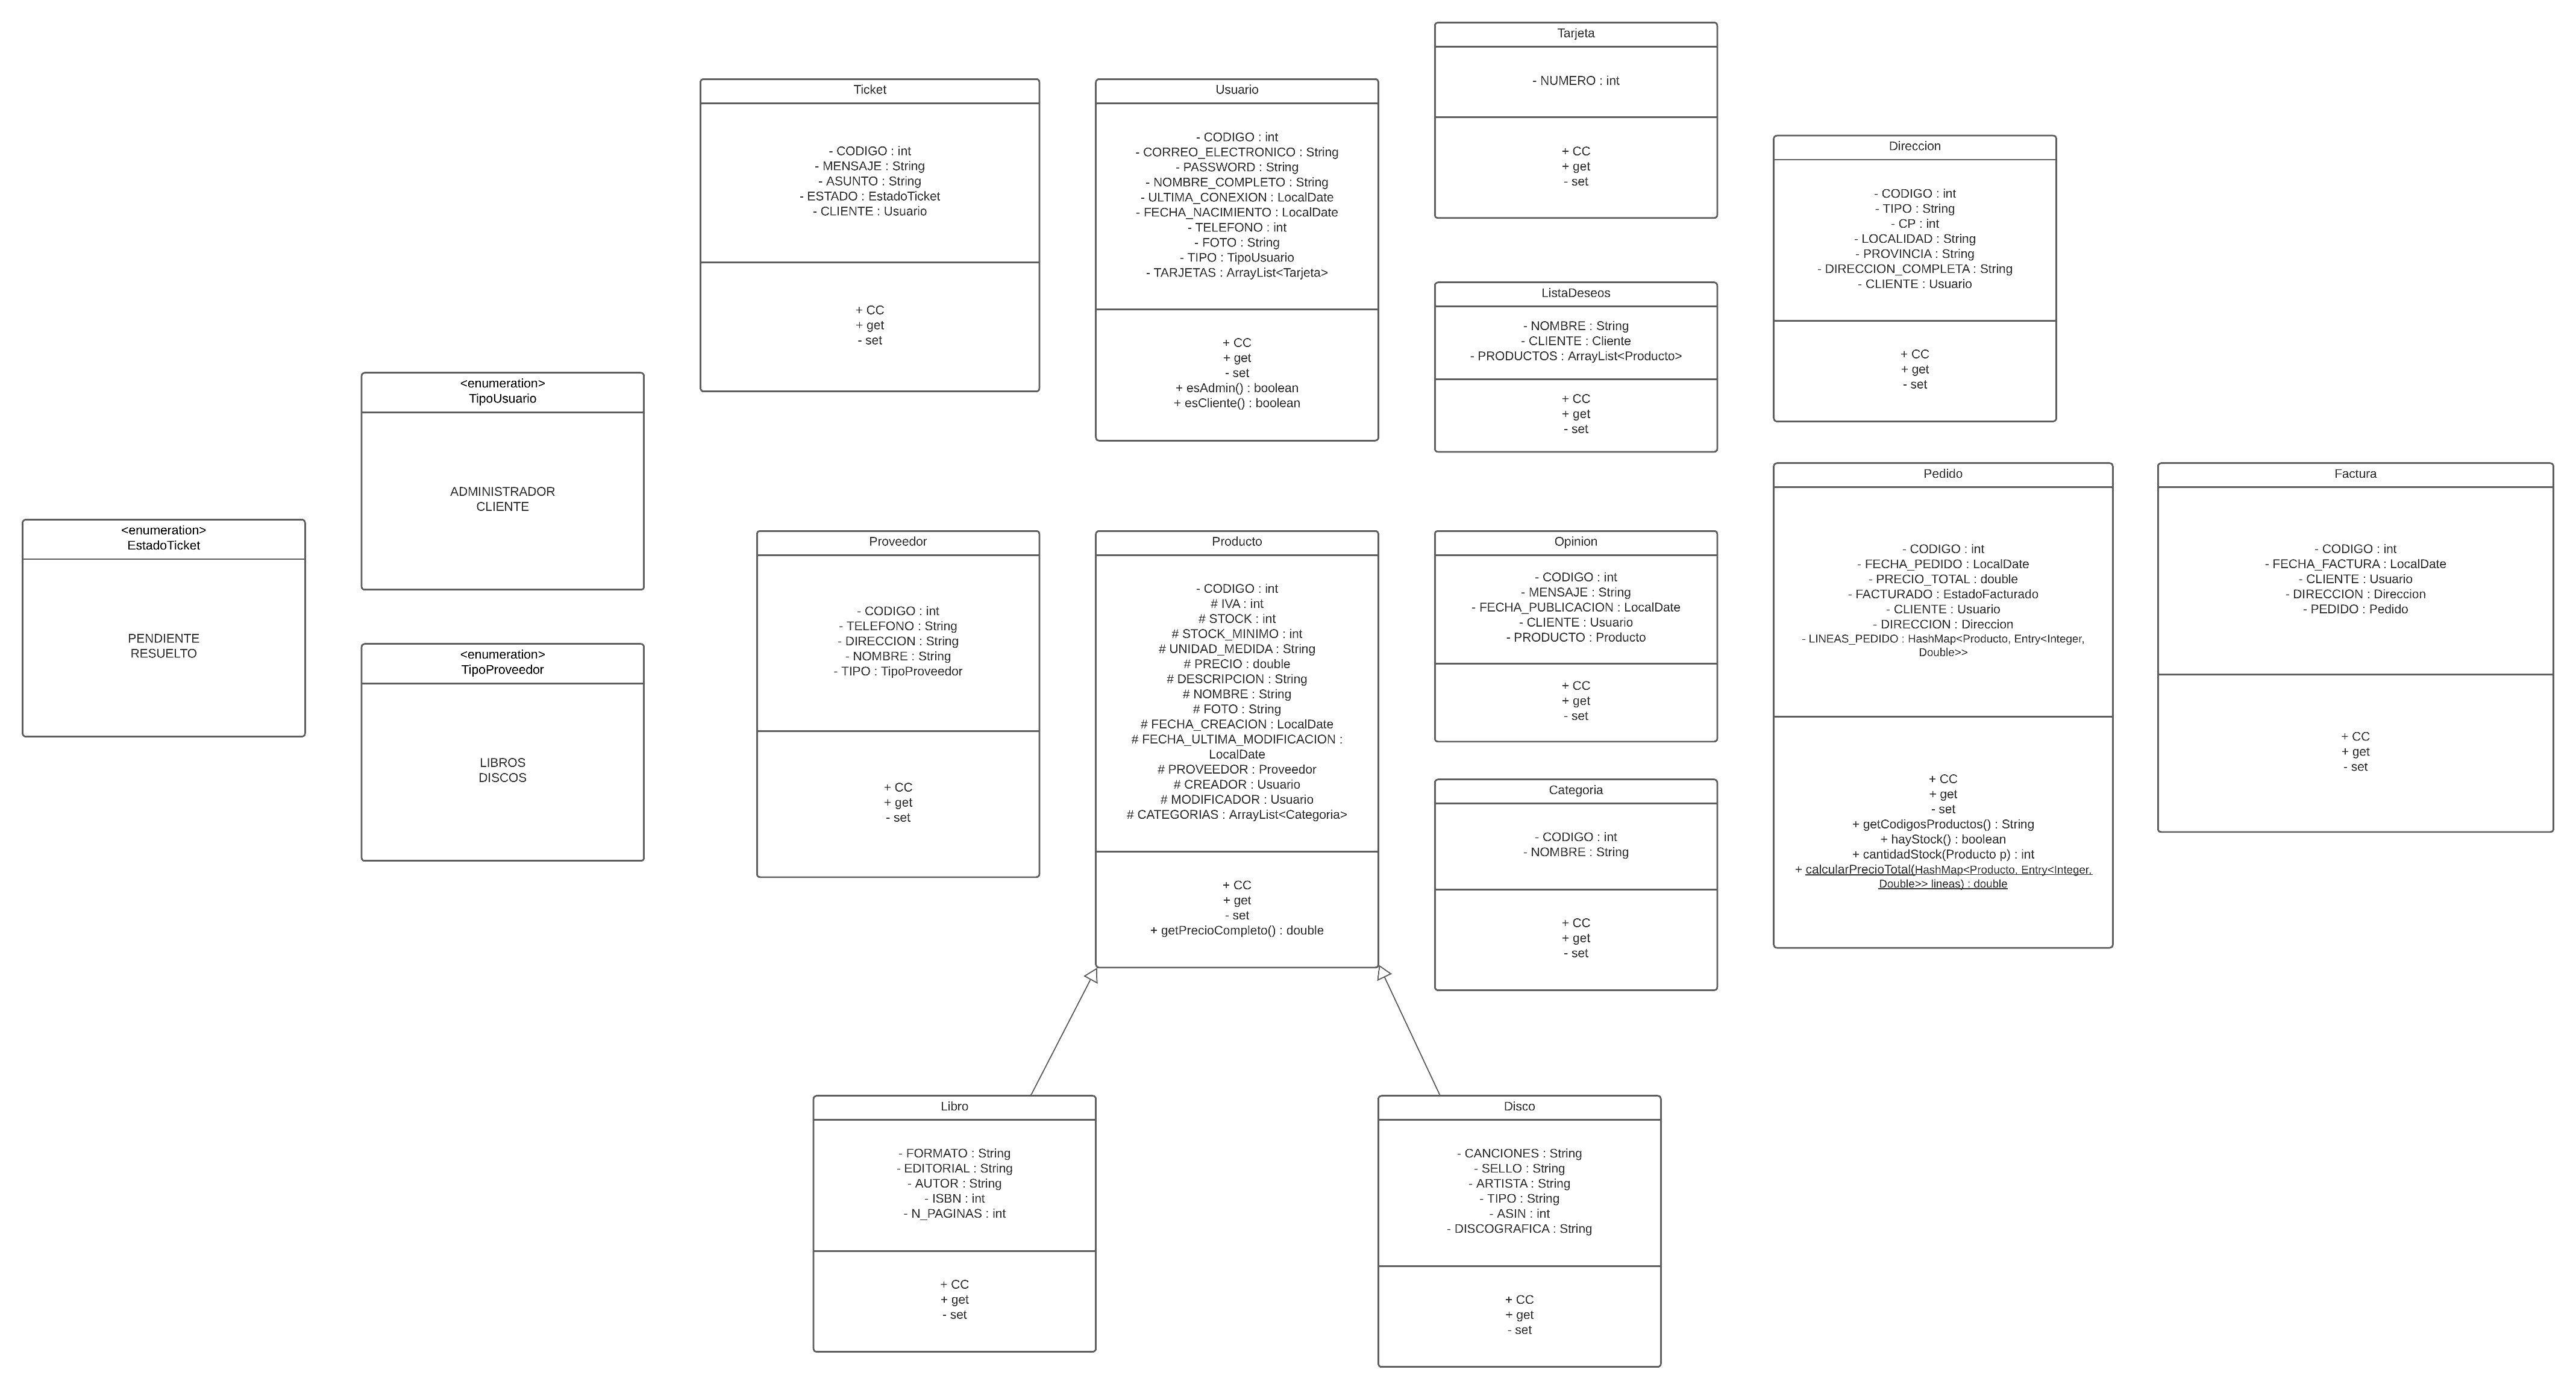 Tarjeta
- NUMERO : int
+ CC
+ get
- set
Ticket
- CODIGO : int
- MENSAJE : String
- ASUNTO : String
- ESTADO : EstadoTicket
- CLIENTE : Usuario
+ CC
+ get
- set
Usuario
- CODIGO : int
- CORREO_ELECTRONICO : String
- PASSWORD : String
- NOMBRE_COMPLETO : String
- ULTIMA_CONEXION : LocalDate
- FECHA_NACIMIENTO : LocalDate
- TELEFONO : int
- FOTO : String
- TIPO : TipoUsuario
- TARJETAS : ArrayList<Tarjeta>
+ CC
+ get
- set
+ esAdmin() : boolean
+ esCliente() : boolean
Direccion
- CODIGO : int
- TIPO : String
- CP : int
- LOCALIDAD : String
- PROVINCIA : String
- DIRECCION_COMPLETA : String
- CLIENTE : Usuario
+ CC
+ get
- set
ListaDeseos
- NOMBRE : String
- CLIENTE : Cliente
- PRODUCTOS : ArrayList<Producto>
+ CC
+ get
- set
<enumeration>
TipoUsuario
ADMINISTRADOR
CLIENTE
<enumeration>
EstadoTicket
PENDIENTE
RESUELTO
<enumeration>
TipoProveedor
LIBROS
DISCOS
Proveedor
- CODIGO : int
- TELEFONO : String
- DIRECCION : String
- NOMBRE : String
- TIPO : TipoProveedor
+ CC
+ get
- set
Producto
- CODIGO : int
# IVA : int
# STOCK : int
# STOCK_MINIMO : int
# UNIDAD_MEDIDA : String
# PRECIO : double
# DESCRIPCION : String
# NOMBRE : String
# FOTO : String
# FECHA_CREACION : LocalDate
# FECHA_ULTIMA_MODIFICACION :
LocalDate
# PROVEEDOR : Proveedor
# CREADOR : Usuario
# MODIFICADOR : Usuario
# CATEGORIAS : ArrayList<Categoria>
+ CC
+ get
- set
+ getPrecioCompleto() : double
Opinion
- CODIGO : int
- MENSAJE : String
- FECHA_PUBLICACION : LocalDate
- CLIENTE : Usuario
- PRODUCTO : Producto
+ CC
+ get
- set
Categoria
- CODIGO : int
- NOMBRE : String
+ CC
+ get
- set
Pedido
- CODIGO : int
- FECHA_PEDIDO : LocalDate
- PRECIO_TOTAL : double
- FACTURADO : EstadoFacturado
- CLIENTE : Usuario
- DIRECCION : Direccion
- LINEAS_PEDIDO : HashMap<Producto, Entry<Integer,
Double>>
+ CC
+ get
- set
+ getCodigosProductos() : String
+ hayStock() : boolean
+ cantidadStock(Producto p) : int
+ calcularPrecioTotal(HashMap<Producto, Entry<Integer,
Double>> lineas) : double
Factura
- CODIGO : int
- FECHA_FACTURA : LocalDate
- CLIENTE : Usuario
- DIRECCION : Direccion
- PEDIDO : Pedido
+ CC
+ get
- set
Libro
- FORMATO : String
- EDITORIAL : String
- AUTOR : String
- ISBN : int
- N_PAGINAS : int
+ CC
+ get
- set
Disco
- CANCIONES : String
- SELLO : String
- ARTISTA : String
- TIPO : String
- ASIN : int
- DISCOGRAFICA : String
+ CC
+ get
- set